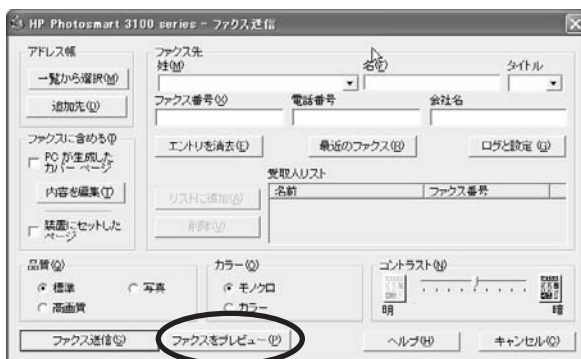 HP Photosmart 3100 series - ファクス送信
アドレス帳
一覧から選択(M)
追加先(D)
ファクス先
姓(M)
名(F)
タイトル
ファクス番号(X)
電話番号
会社名
エントリを消去(E)
最近のファクス(R)
ログと設定(G)
ファクスに含める(I)
PC が生成した
カバー ページ
内容を編集(T)
装置にセットした
ページ
受取人リスト
名前
ファクス番号
リストに追加(A)
削除(V)
品質(Q)
標準
写真
高画質
カラー(O)
モノクロ
カラー
コントラスト(N)
明
暗
ファクス送信(S)
ファクスをプレビュー(P)
ヘルプ(H)
キャンセル(C)